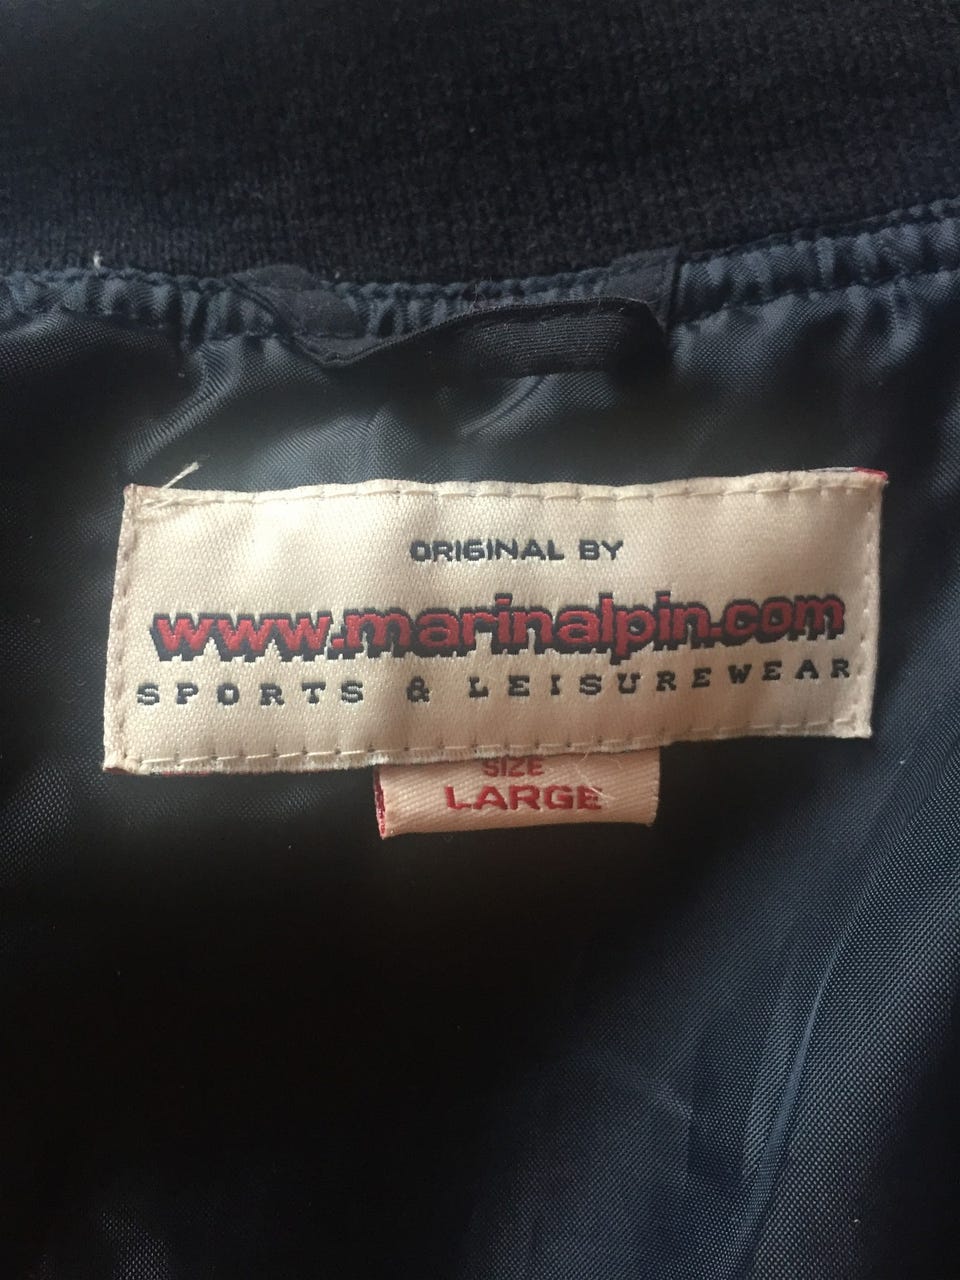 ORIGINAL BY
www.marinalpin.com
SPORTS & LEISUREWEAR
SIZE
LARGE